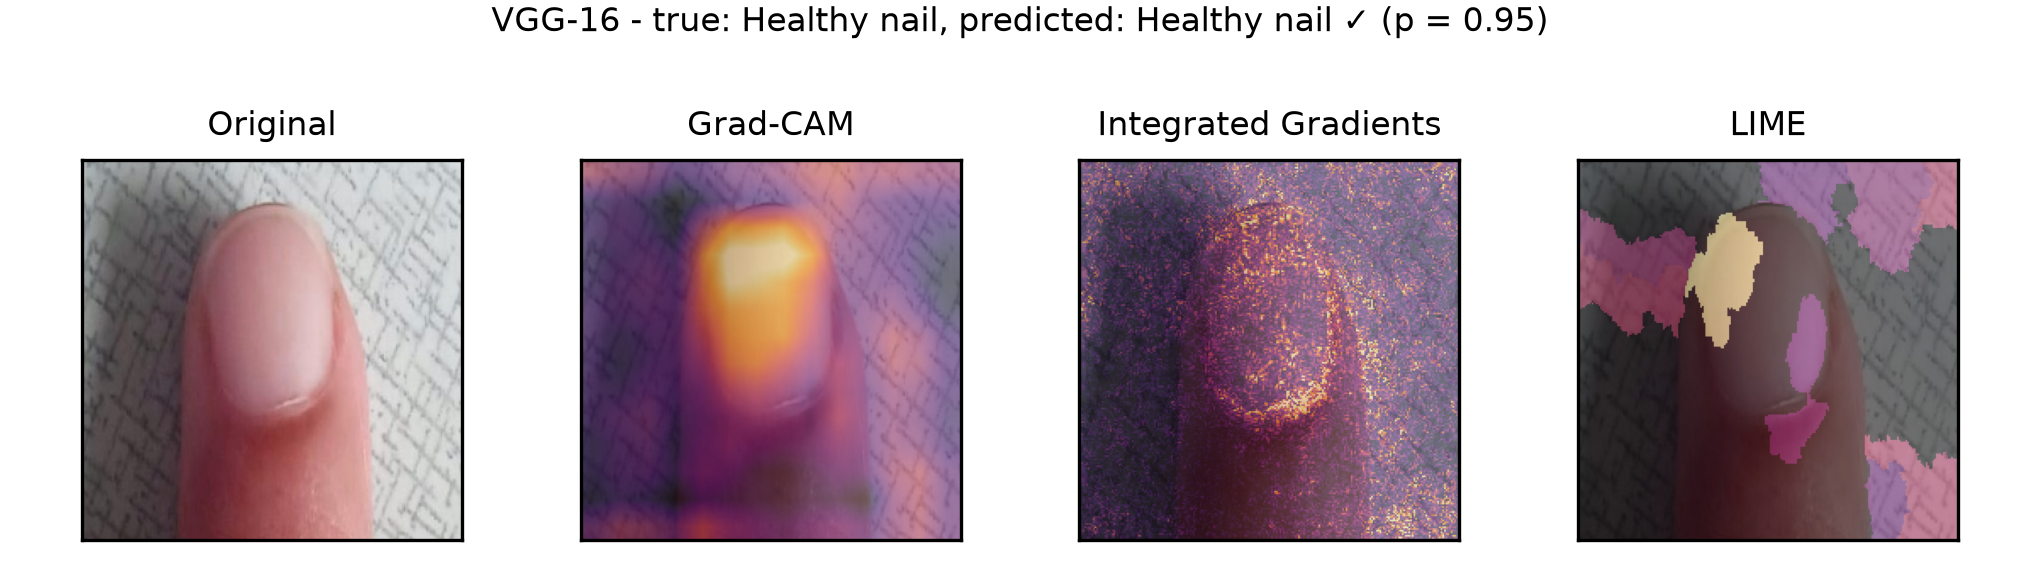 VGG-16 - true: Healthy nail, predicted: Healthy nail ✓ (p = 0.95)
Original
Grad-CAM
Integrated Gradients
LIME